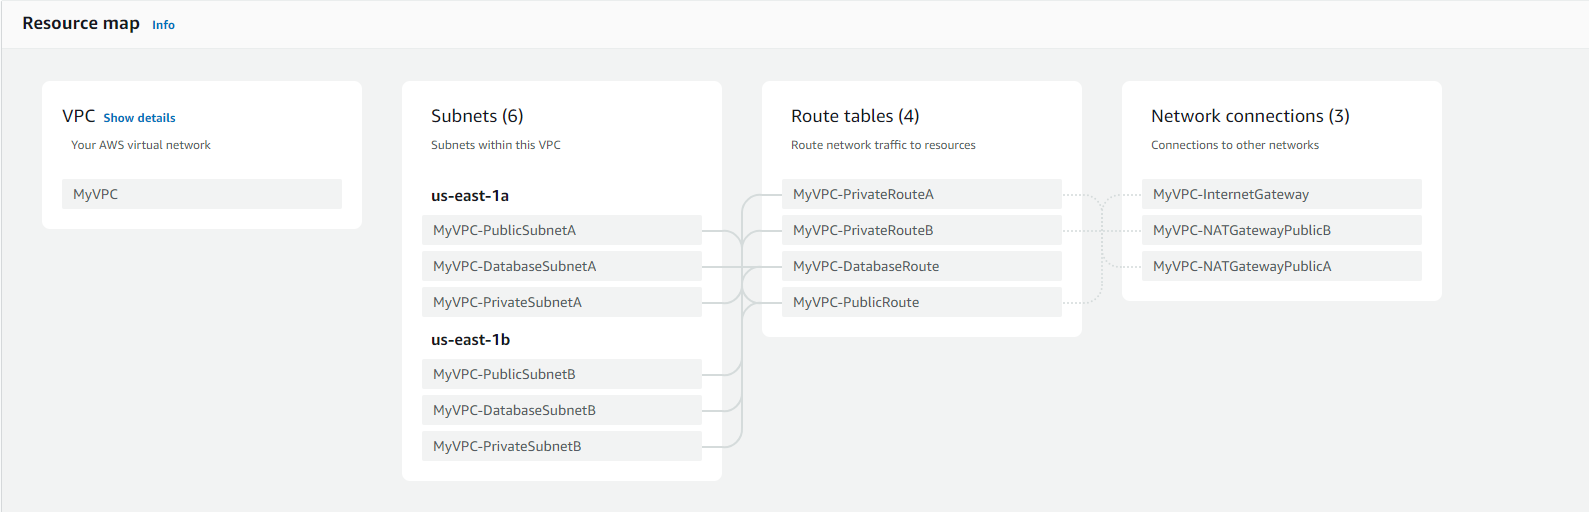 Resource map Info
VPC Show details
Your AWS virtual network
MyVPC
Subnets (6)
Subnets within this VPC
us-east-1a
MyVPC-PublicSubnetA
MyVPC-DatabaseSubnetA
MyVPC-PrivateSubnetA
us-east-1b
MyVPC-PublicSubnetB
MyVPC-DatabaseSubnetB
MyVPC-PrivateSubnetB
Route tables (4)
Route network traffic to resources
MyVPC-PrivateRouteA
MyVPC-PrivateRouteB
MyVPC-DatabaseRoute
MyVPC-PublicRoute
Network connections (3)
Connections to other networks
MyVPC-InternetGateway
MyVPC-NATGatewayPublicB
MyVPC-NATGatewayPublicA